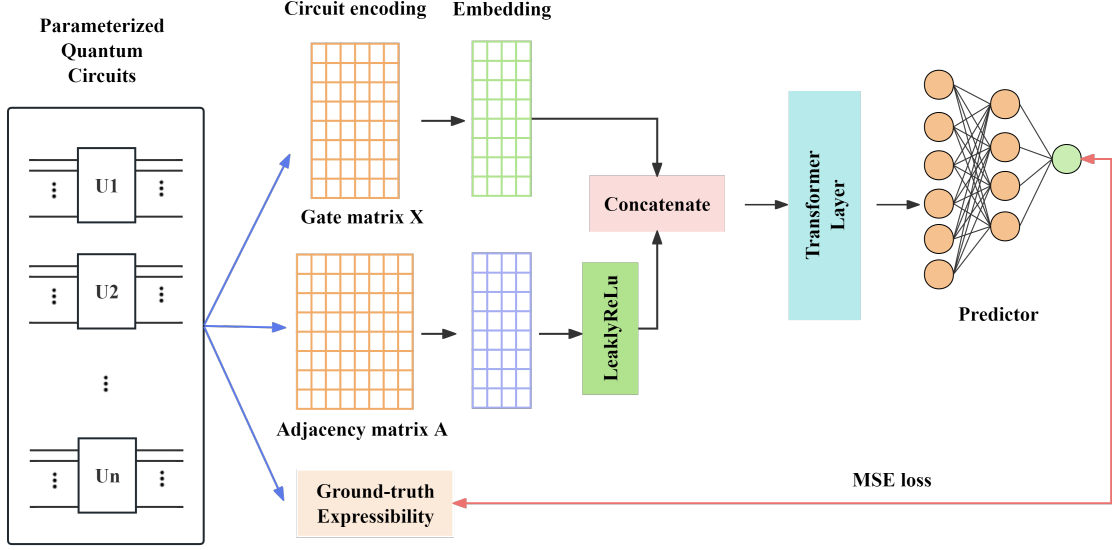 Parameterized
Quantum
Circuits
U1
U2
Un
Circuit encoding
Embedding
Gate matrix X
Adjacency matrix A
Ground-truth
Expressibility
LeaklyReLu
Concatenate
Transformer
Layer
Predictor
MSE loss